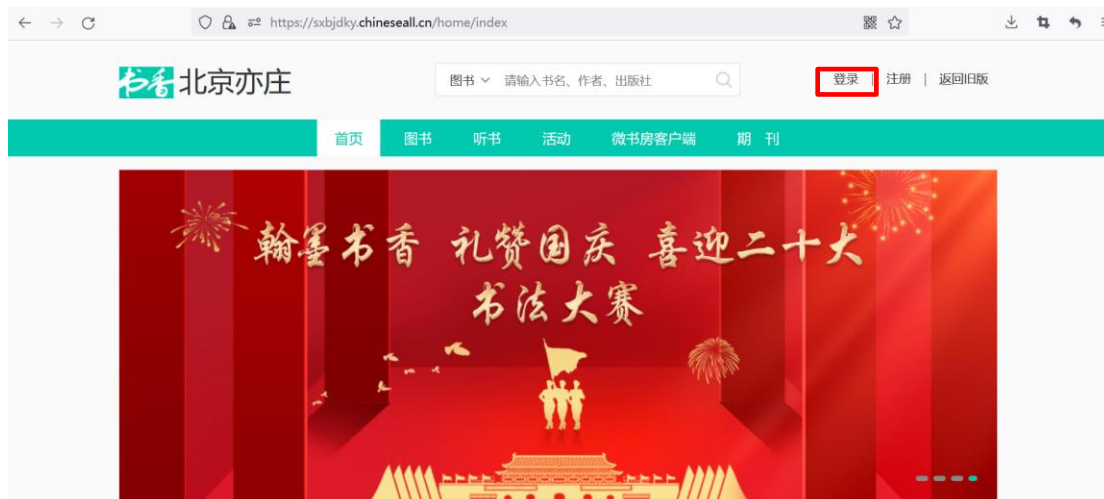 https://sxbjdky.chineseall.cn/home/index
书香 北京亦庄
图书 请输入书名、作者、出版社
登录 | 注册 | 返回旧版
首页 图书 听书 活动 微书房客户端 期 刊
翰墨书香 礼赞国庆 喜迎二十大
书法大赛